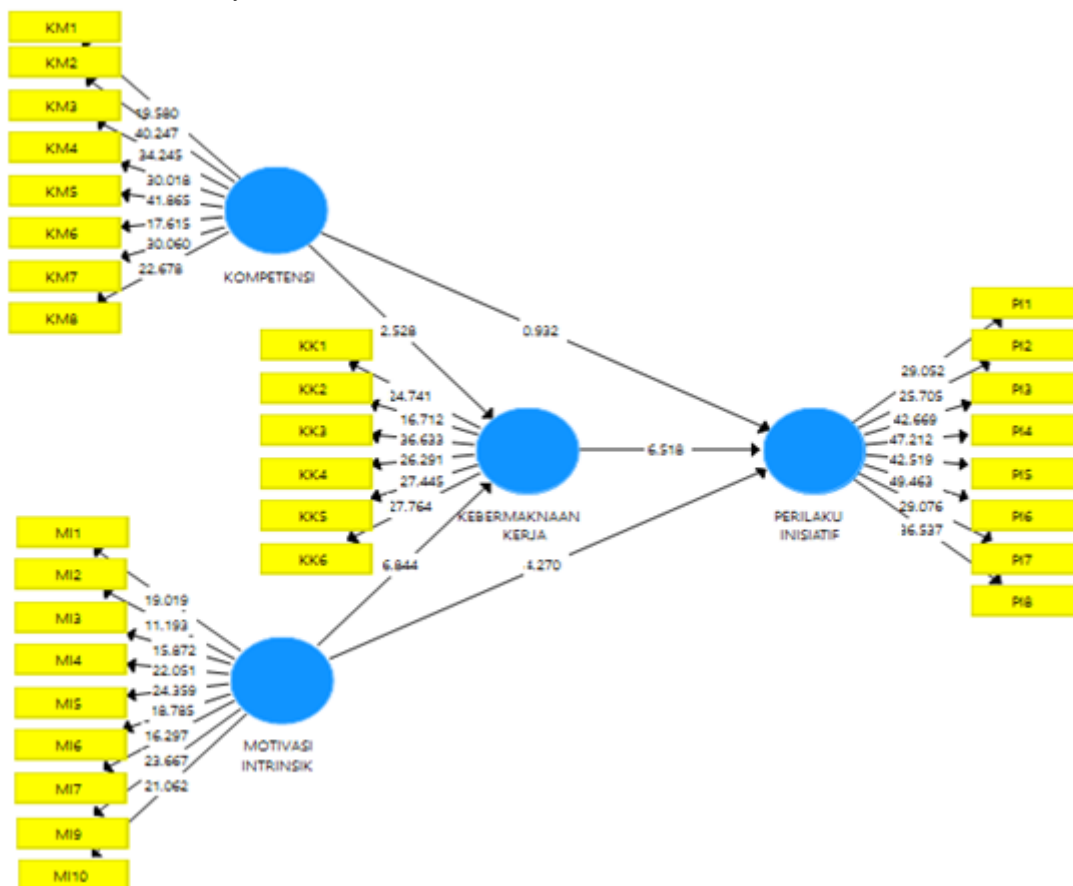 KM1
KM2
KM3
KM4
KM5
KM6
KM7
KM8
19.580
40.247
34.245
30.018
41.865
17.615
30.060
22.678
KOMPETENSI
2.528
0.932
KK1
KK2
KK3
KK4
KK5
KK6
24.741
16.712
36.633
26.291
27.445
27.764
KEBERMAKNAAN
KERJA
6.518
6.844
4.270
PI1
PI2
PI3
PI4
PI5
PI6
PI7
PI8
29.052
25.705
42.669
47.212
42.519
49.463
29.076
36.537
PERILAKU
INISIATIF
MI1
MI2
MI3
MI4
MI5
MI6
MI7
MI9
MI10
19.019
11.193
15.872
22.051
24.359
18.785
16.297
23.667
21.062
MOTIVASI
INTRINSIK